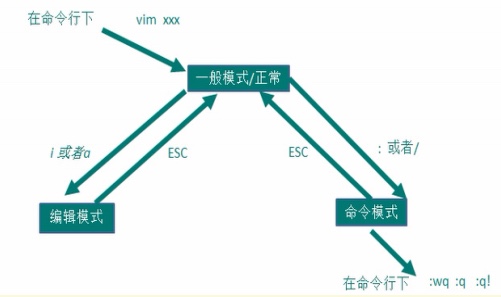 在命令行下 vim xxx
一般模式/正常
i 或者a
ESC
ESC
: 或者/
编辑模式
命令模式
在命令行下 :wq :q :q!